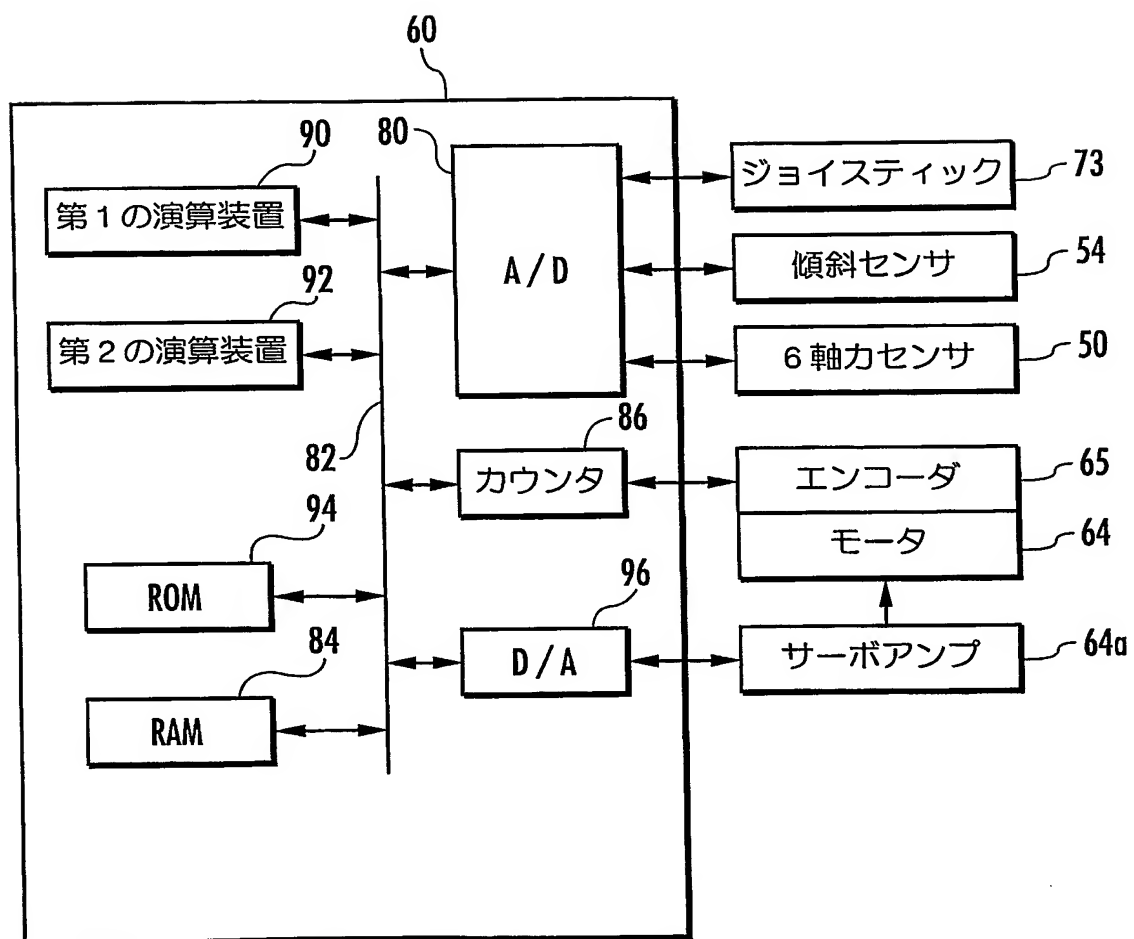 60
90
80
第1の演算装置
A/D
ジョイスティック
73
傾斜センサ
54
92
第2の演算装置
6軸力センサ
50
82
86
カウンタ
エンコーダ
65
モータ
64
94
ROM
96
D/A
サーボアンプ
64a
84
RAM